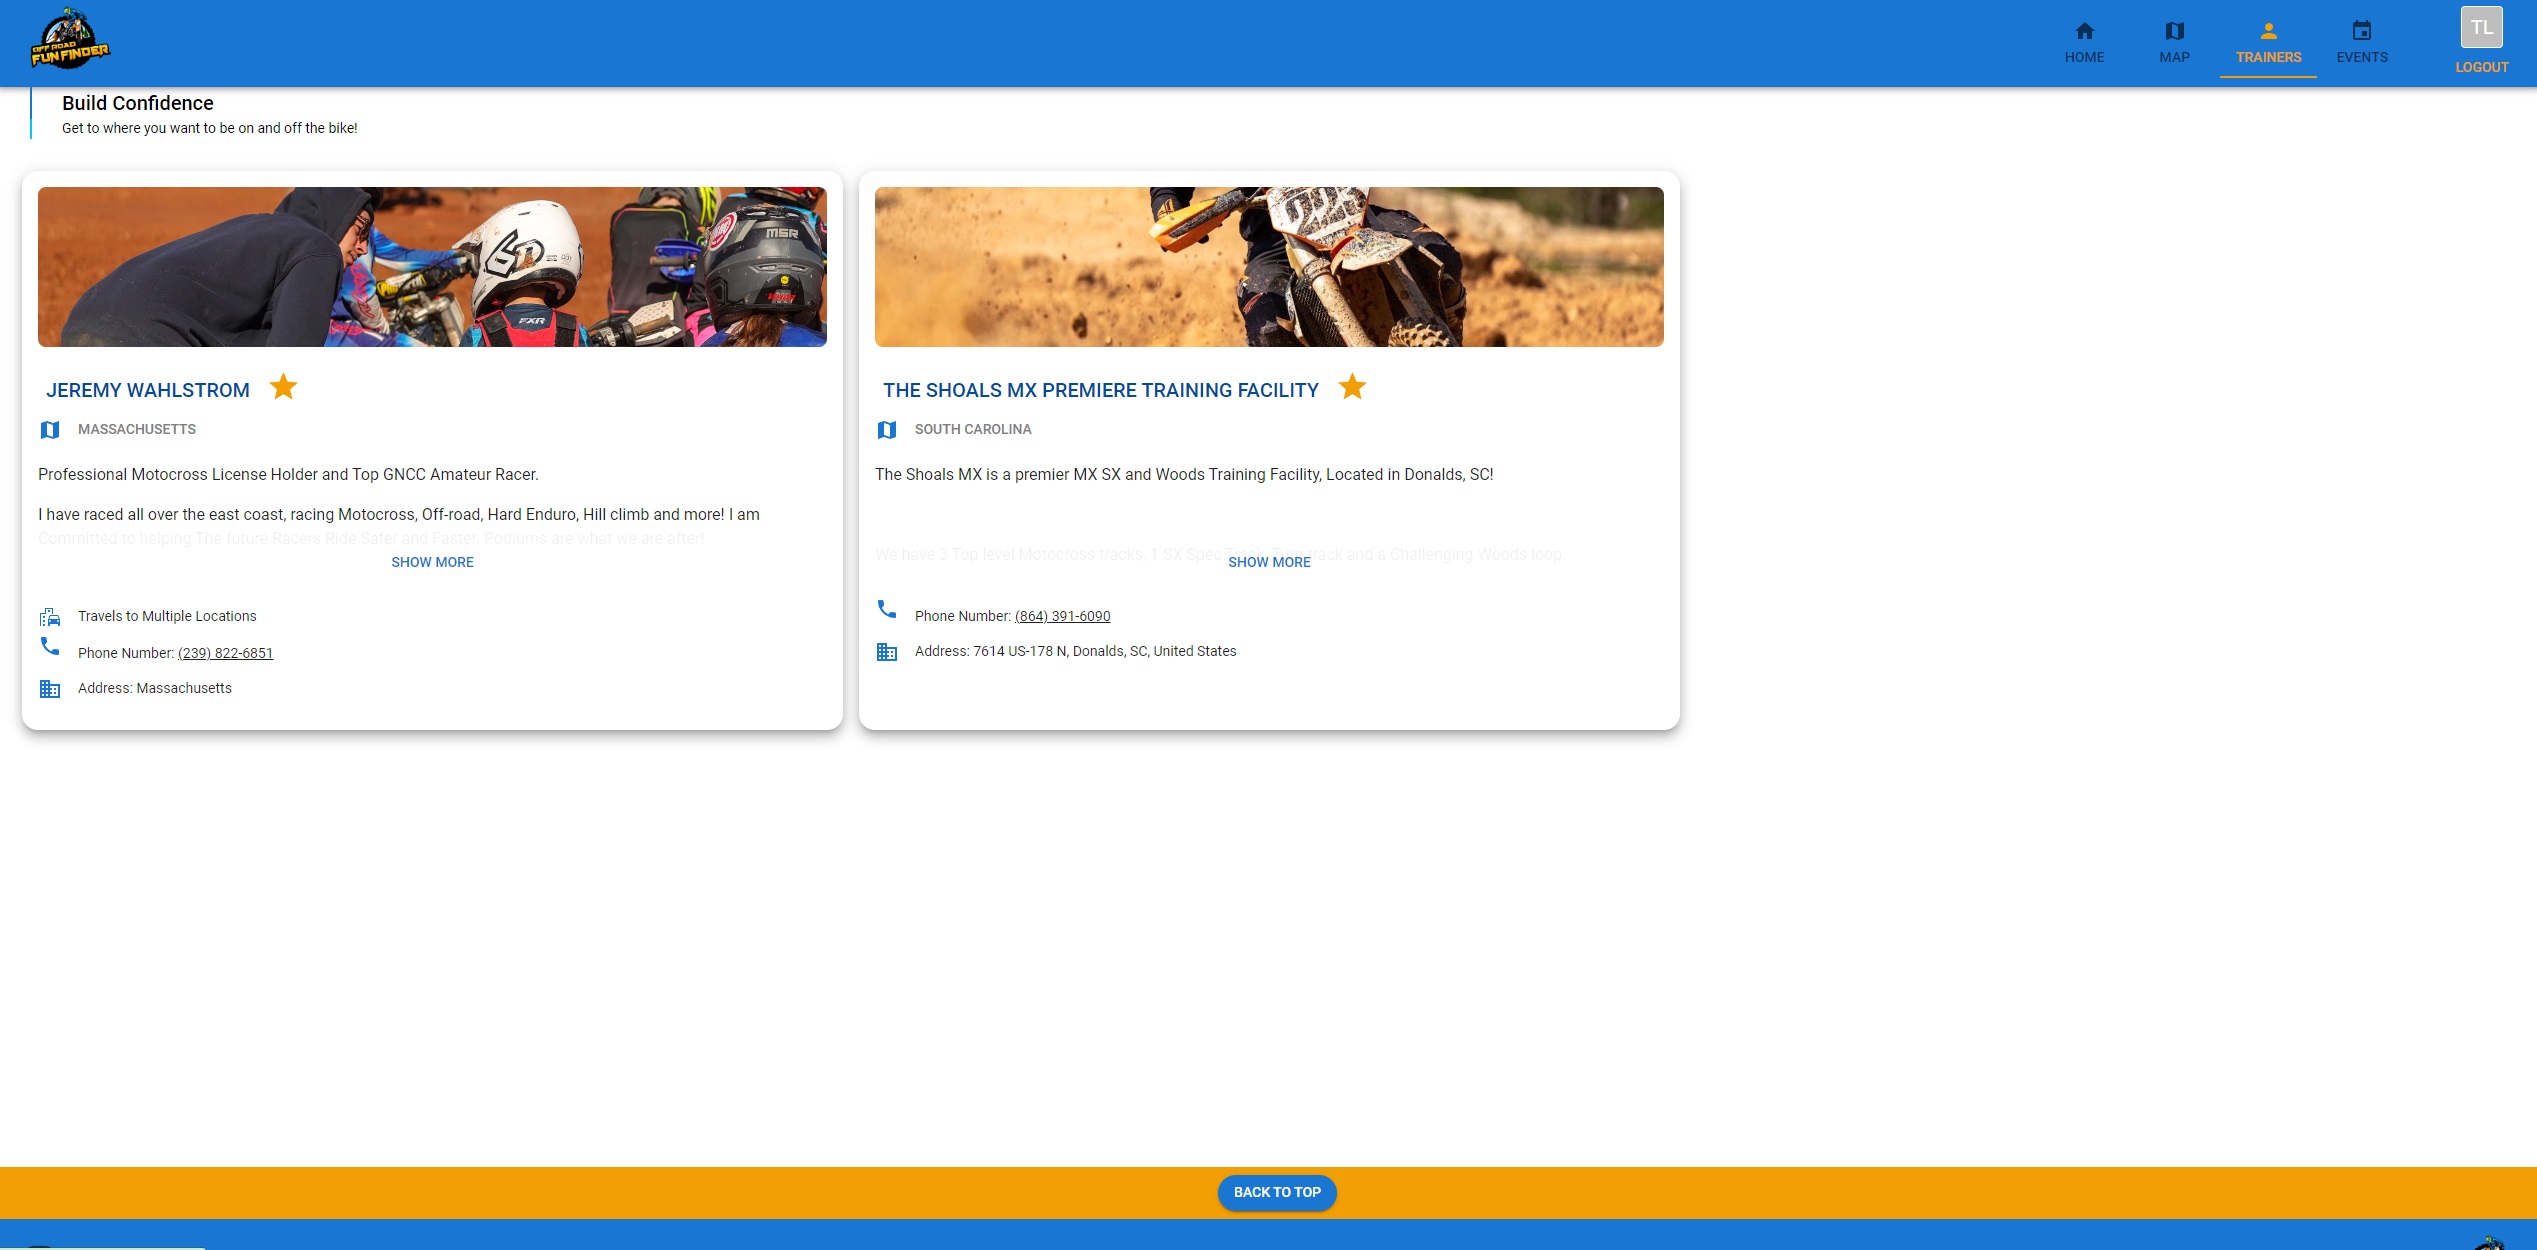 OFF ROAD
FUN FINDER
HOME
MAP
TRAINERS
EVENTS
TL
LOGOUT
Build Confidence
Get to where you want to be on and off the bike!
6D
FXR
MSR
JEREMY WAHLSTROM
MASSACHUSETTS
Professional Motocross License Holder and Top GNCC Amateur Racer.
I have raced all over the east coast, racing Motocross, Off-road, Hard Enduro, Hill climb and more! I am
Committed to helping The future Racers Ride Safer and Faster. Podiums are what we are after!
SHOW MORE
Travels to Multiple Locations
Phone Number: (239) 822-6851
Address: Massachusetts
THE SHOALS MX PREMIERE TRAINING FACILITY
SOUTH CAROLINA
The Shoals MX is a premier MX SX and Woods Training Facility, Located in Donalds, SC!
We have 3 Top level Motocross tracks, 1 SX Spec Track, Turn track and a Challenging Woods loop.
SHOW MORE
Phone Number: (864) 391-6090
Address: 7614 US-178 N, Donalds, SC, United States
BACK TO TOP